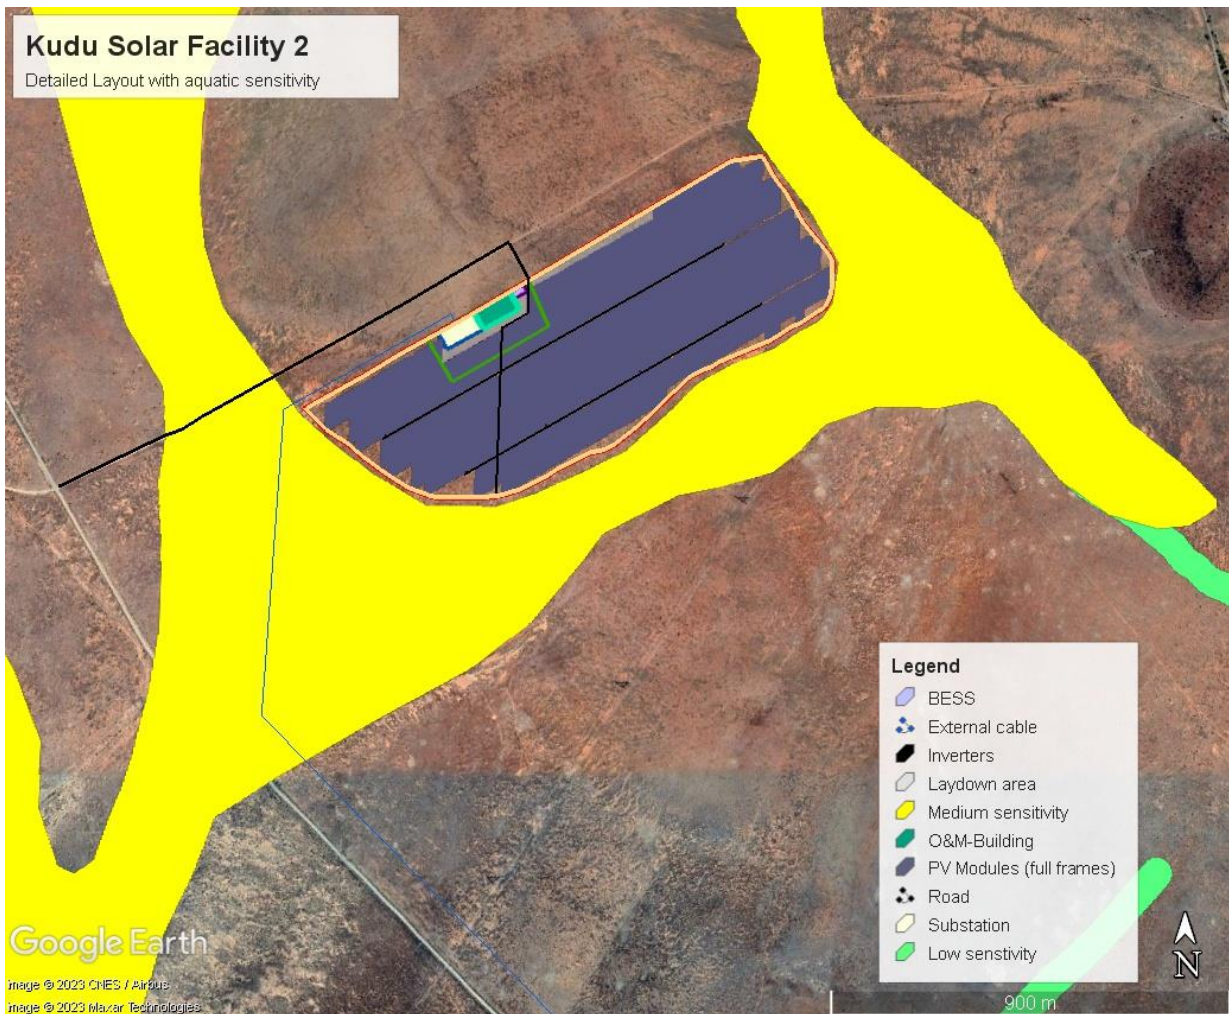 Kudu Solar Facility 2
Detailed Layout with aquatic sensitivity
Legend
BESS
External cable
Inverters
Laydown area
Medium sensitivity
O&M-Building
PV Modules (full frames)
Road
Substation
Low senstivity
N
900 m
Google Earth
Image © 2023 CNES / Airbus
Image © 2023 Maxar Technologies